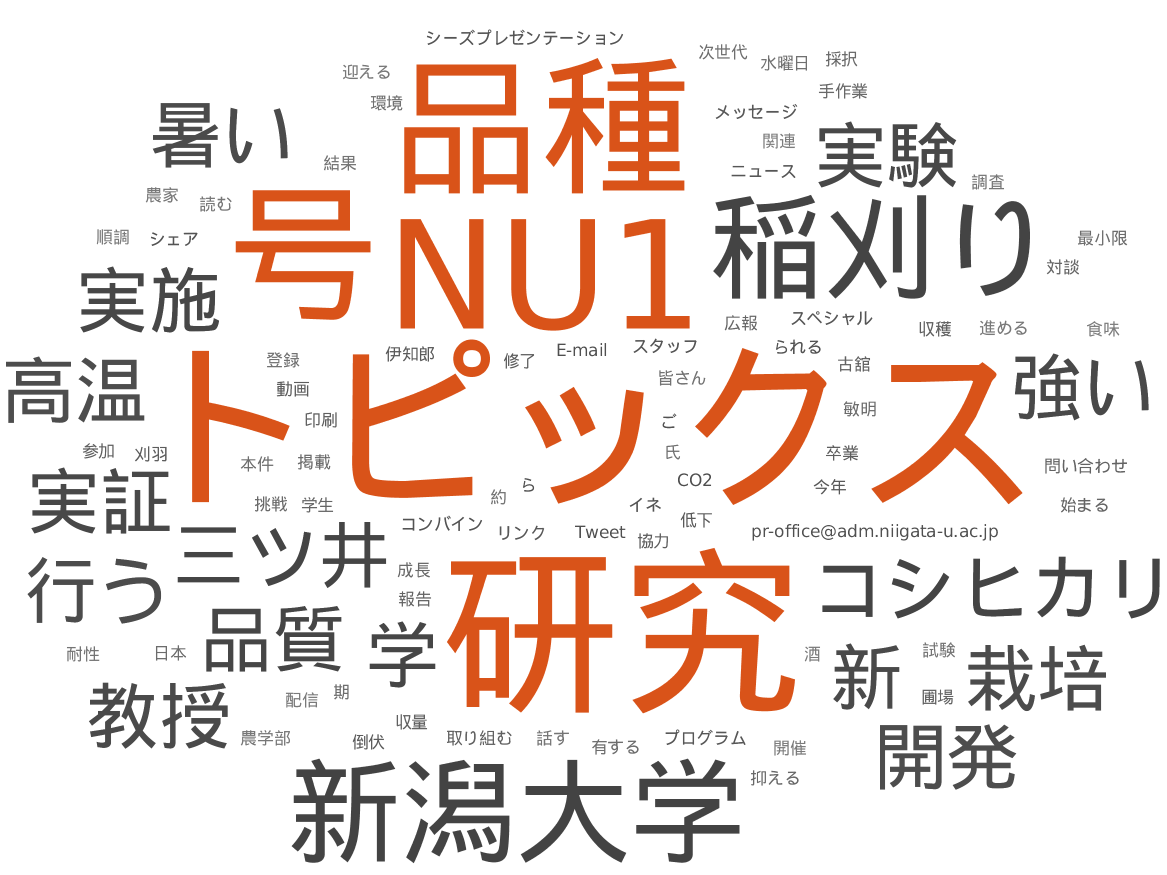 シーズプレゼンテーション
次世代
水曜日
採択
迎える
環境
品種
手作業
メッセージ
暑い
関連
実験
結果
ニュース
調査
農家
読む
号
NU1
稲刈り
順調
シェア
最小限
対談
実施
広報
スペシャル
収穫
進める
食味
高温
登録
伊知郎
修了
E-mail
スタッフ
られる
古舘
強い
動画
皆さん
トピックス
印刷
ご
敏明
参加
刈羽
本件
掲載
氏
卒業
問い合わせ
実証
挑戦
学生
約
ら
CO2
今年
始まる
イネ
三ツ井
コンバイン
リンク
Tweet
協力
低下
pr-office@adm.niigata-u.ac.jp
行う
成長
報告
研究
コシヒカリ
耐性
日本
品質
学
酒
新
試験
圃場
栽培
教授
配信
期
収量
農学部
倒伏
取り組む
話す
有する
プログラム
開催
抑える
開発
新潟大学